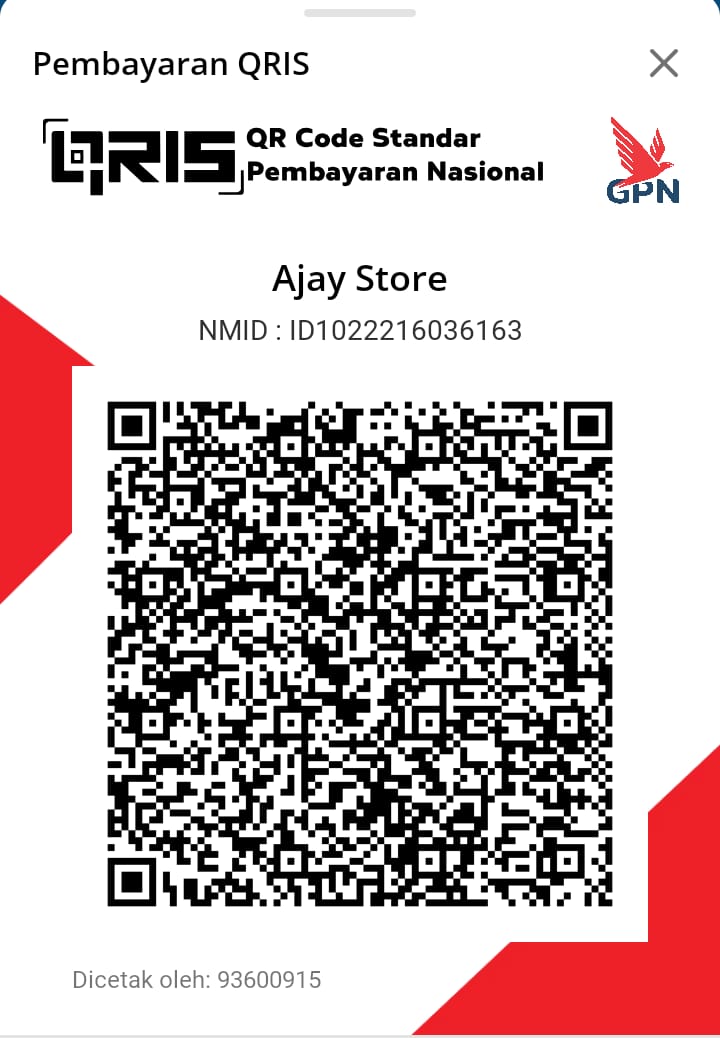 Pembayaran QRIS
QRIS QR Code Standar
Pembayaran Nasional
GPN
Ajay Store
NMID : ID1022216036163
Dicetak oleh: 93600915